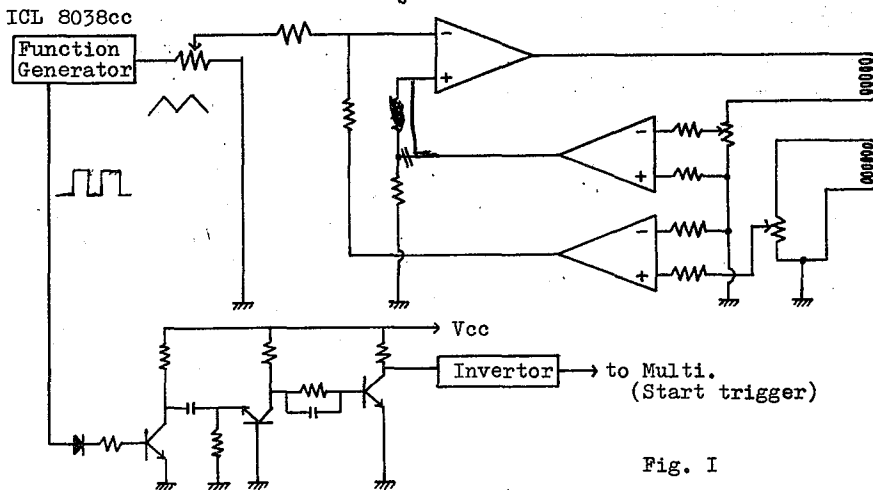 ICL 8038cc
Function
Generator
-
+
-
+
-
+
Vcc
Invertor
to Multi.
(Start trigger)
Fig. I